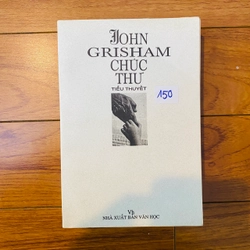 JOHN
GRISHAM
CHÚC
THƯ
TIỂU THUYẾT
150
NHÀ XUẤT BẢN VĂN HỌC